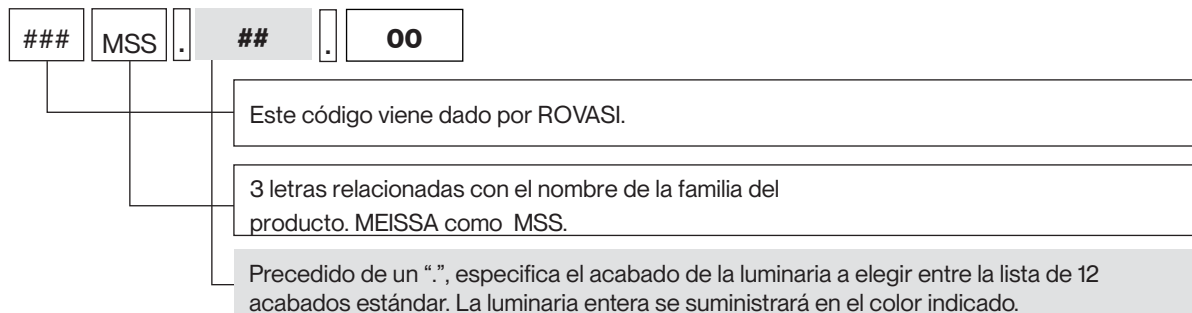 ### MSS . ## . 00
Este código viene dado por ROVASI.
3 letras relacionadas con el nombre de la familia del
producto. MEISSA como MSS.
Precedido de un “.”, especifica el acabado de la luminaria a elegir entre la lista de 12
acabados estándar. La luminaria entera se suministrará en el color indicado.